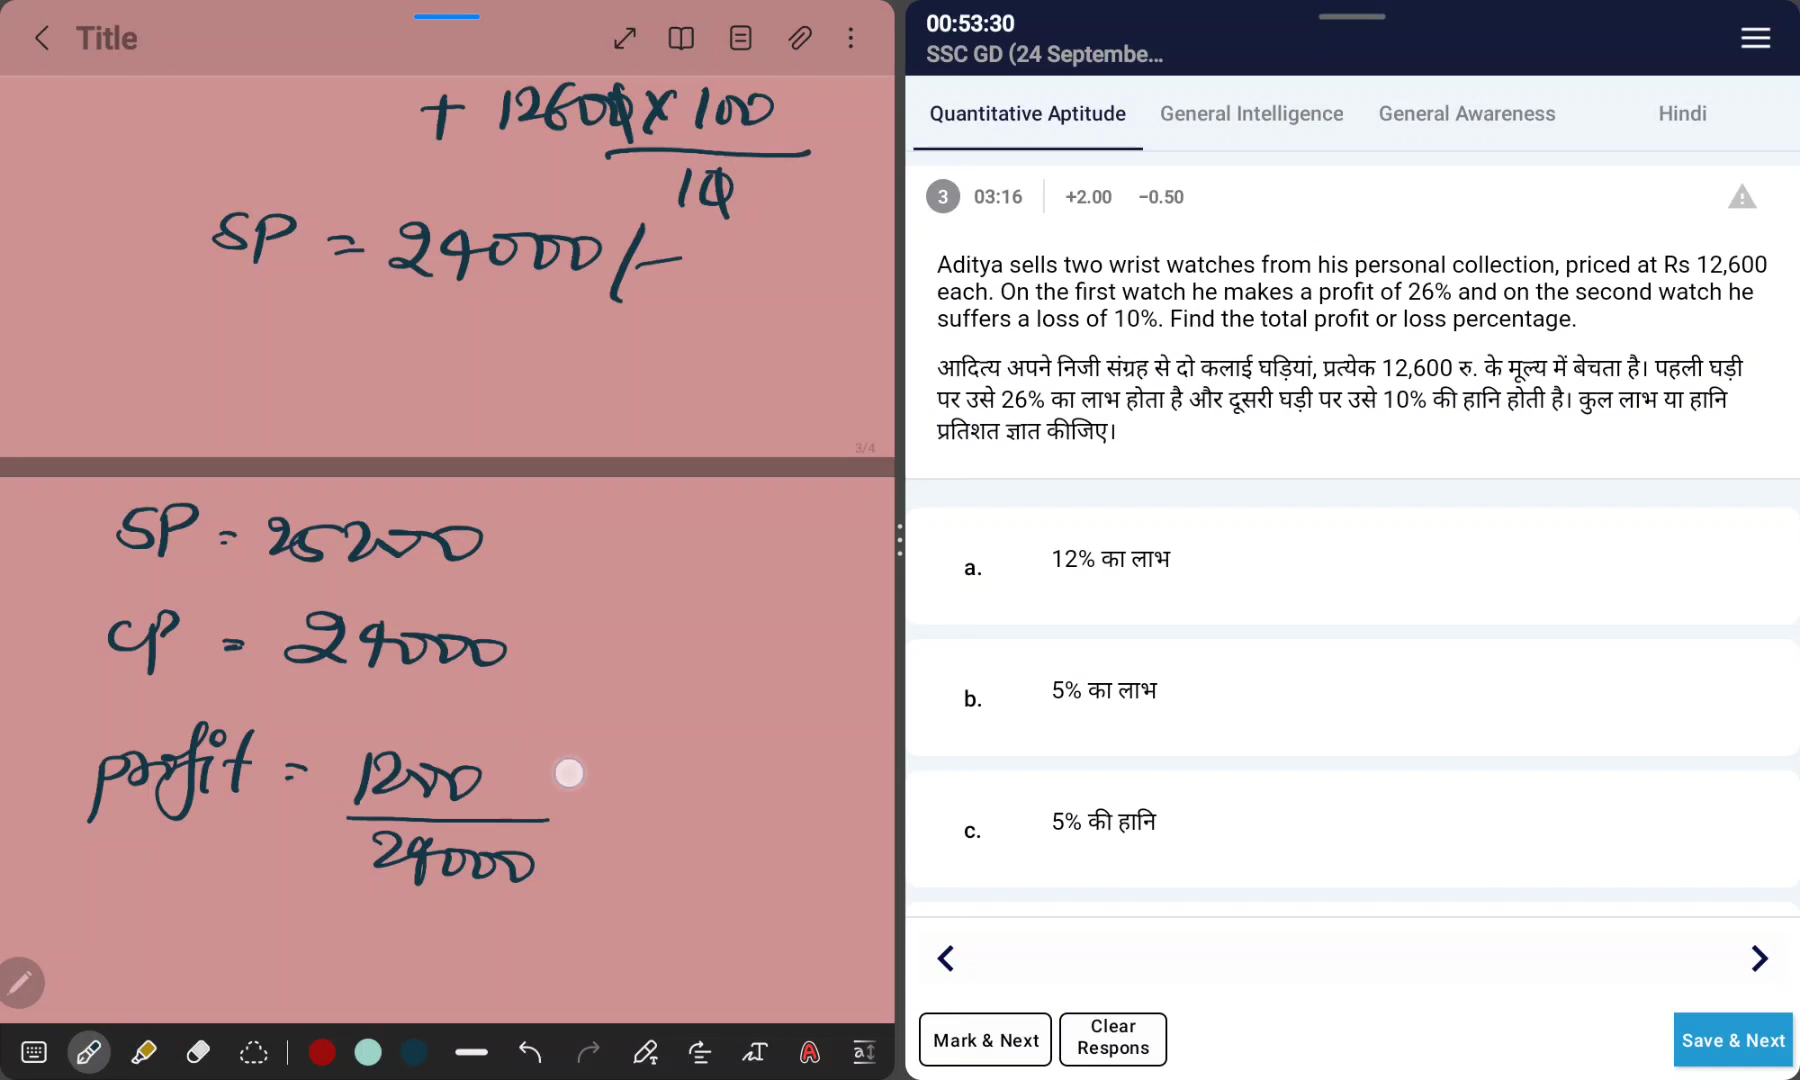 Title
+ 12600 × 100
10
SP = 24000/-
3/4
SP = 25200
CP = 24000
profit = 1200
24000
00:53:30
SSC GD (24 Septembe...
Quantitative Aptitude General Intelligence General Awareness Hindi
3 03:16 +2.00 −0.50
Aditya sells two wrist watches from his personal collection, priced at Rs 12,600
each. On the first watch he makes a profit of 26% and on the second watch he
suffers a loss of 10%. Find the total profit or loss percentage.
आदित्य अपने निजी संग्रह से दो कलाई घड़ियां, प्रत्येक 12,600 रु. के मूल्य में बेचता है। पहली घड़ी
पर उसे 26% का लाभ होता है और दूसरी घड़ी पर उसे 10% की हानि होती है। कुल लाभ या हानि
प्रतिशत ज्ञात कीजिए।
a. 12% का लाभ
b. 5% का लाभ
c. 5% की हानि
Mark & Next
Clear
Respons
Save & Next